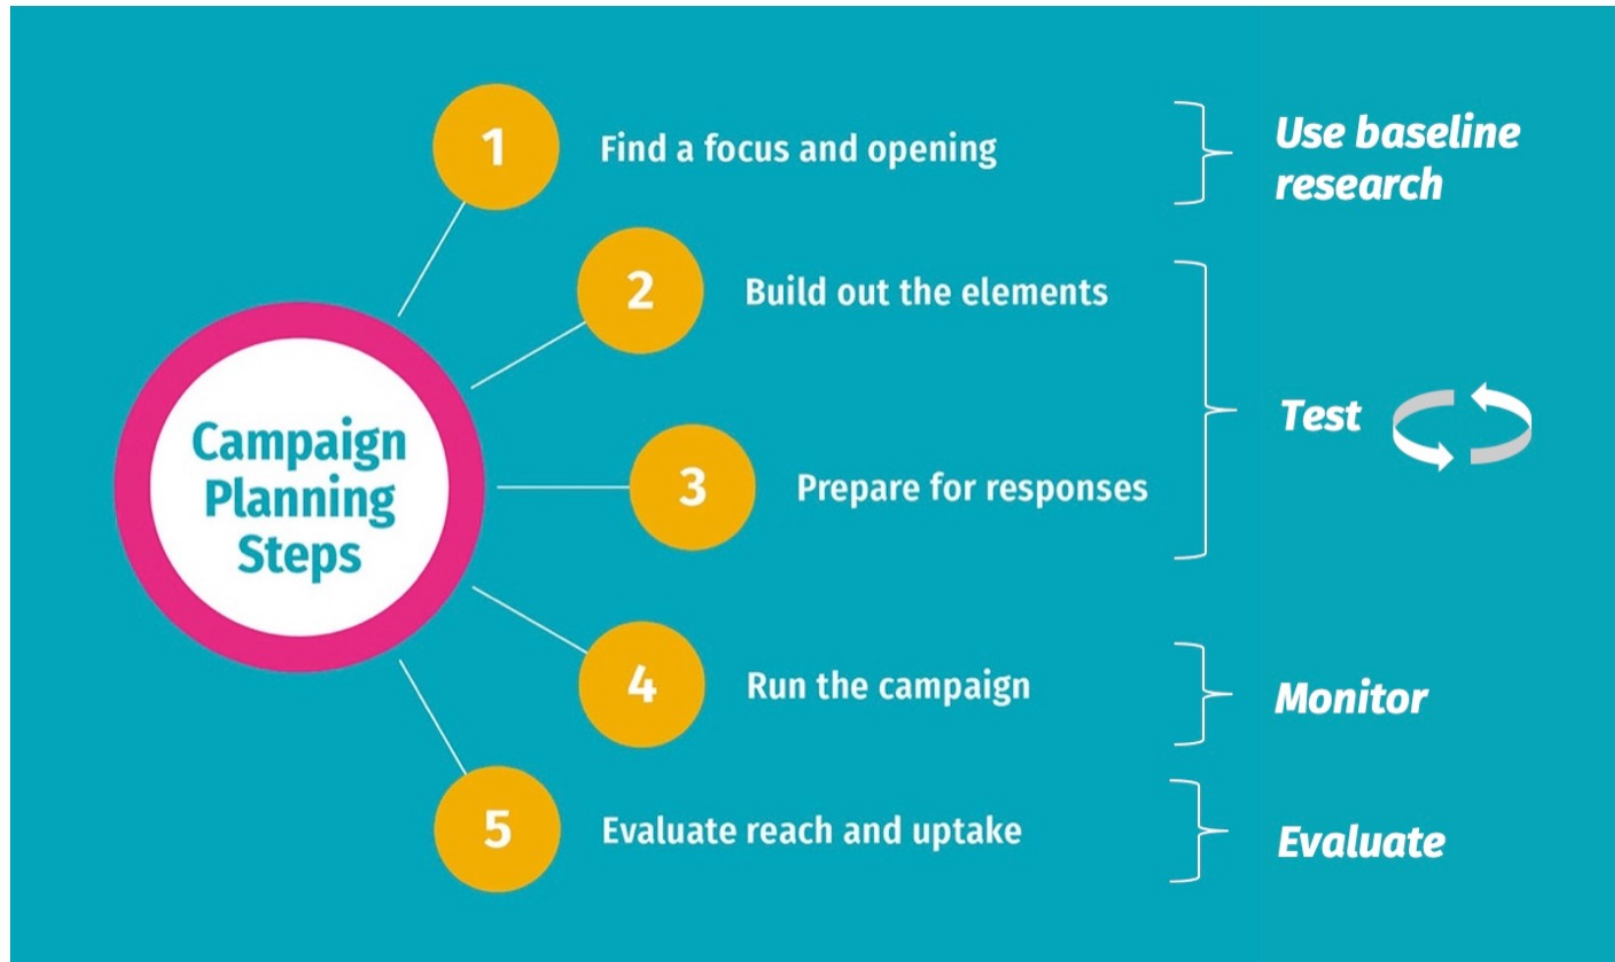 Campaign
Planning
Steps
1
Find a focus and opening
Use baseline
research
2
Build out the elements
3
Prepare for responses
Test
4
Run the campaign
Monitor
5
Evaluate reach and uptake
Evaluate